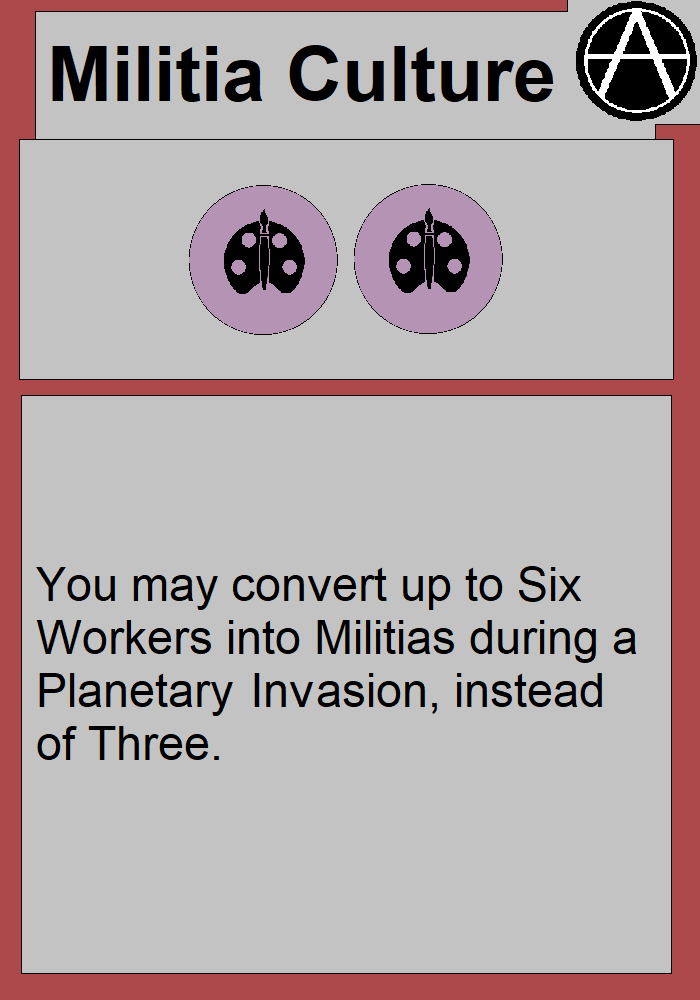 Militia Culture
You may convert up to Six
Workers into Militias during a
Planetary Invasion, instead
of Three.